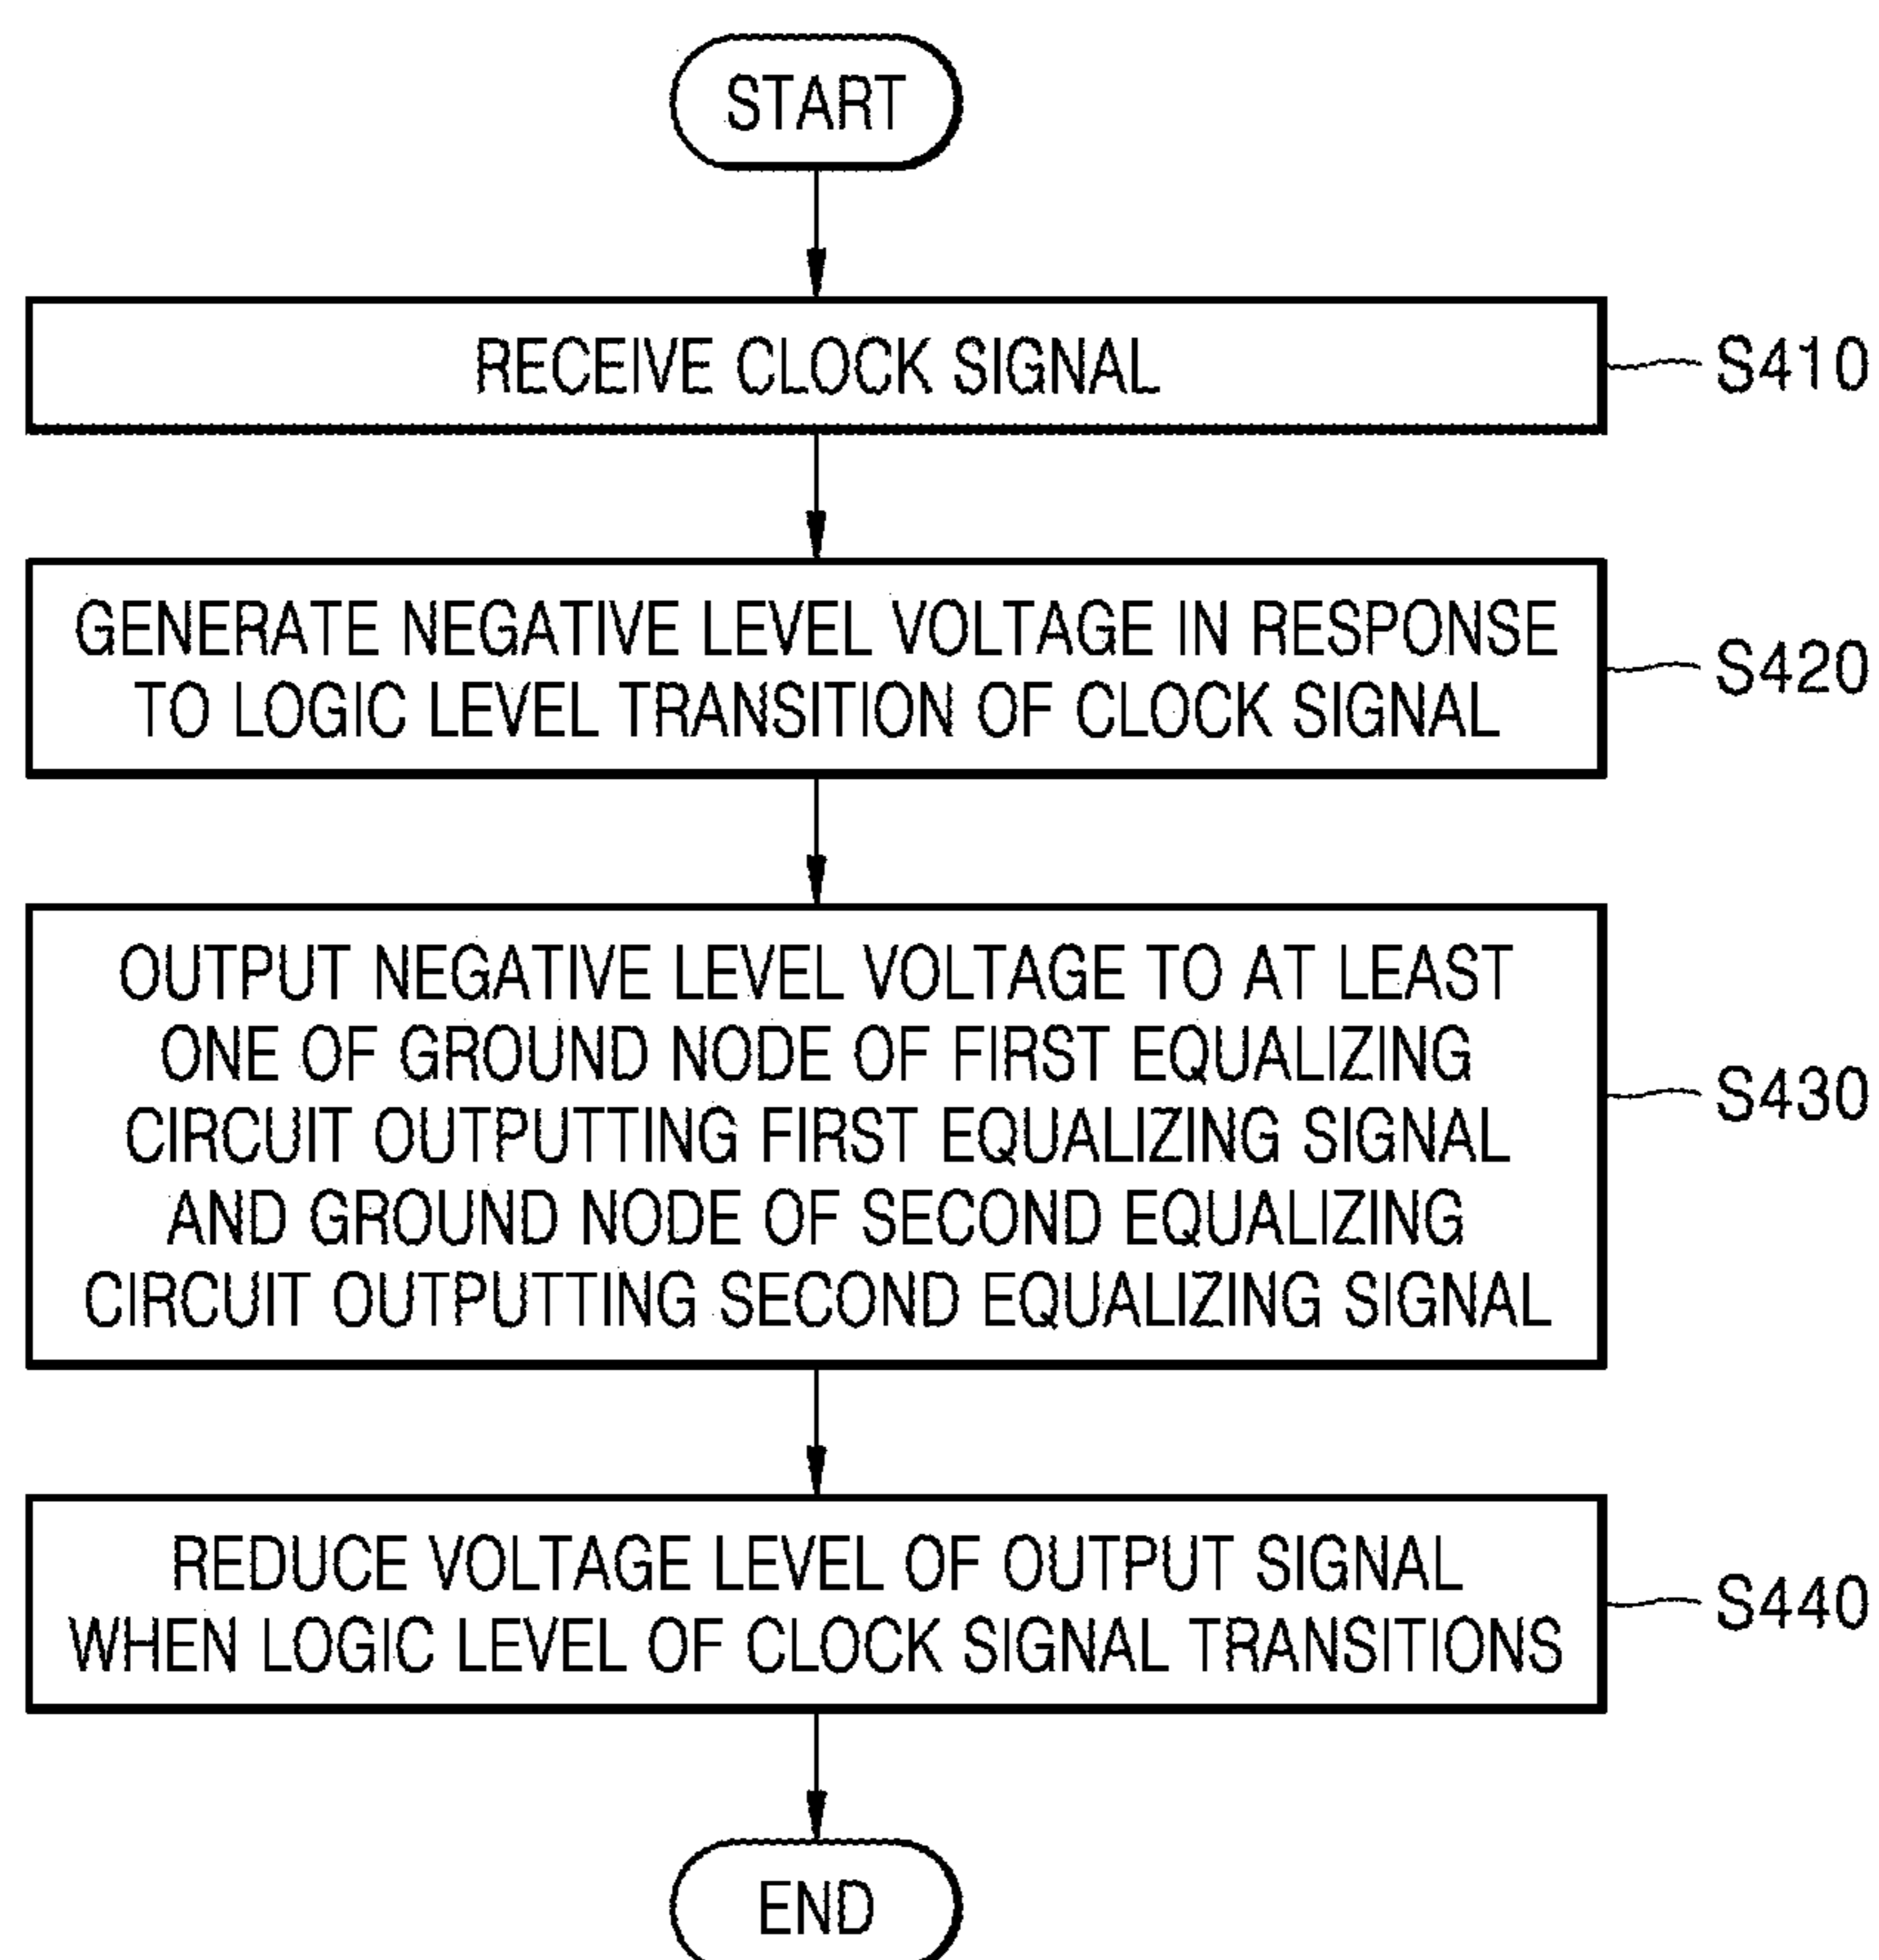 START
RECEIVE CLOCK SIGNAL
S410
GENERATE NEGATIVE LEVEL VOLTAGE IN RESPONSE
TO LOGIC LEVEL TRANSITION OF CLOCK SIGNAL
S420
OUTPUT NEGATIVE LEVEL VOLTAGE TO AT LEAST
ONE OF GROUND NODE OF FIRST EQUALIZING
CIRCUIT OUTPUTTING FIRST EQUALIZING SIGNAL
AND GROUND NODE OF SECOND EQUALIZING
CIRCUIT OUTPUTTING SECOND EQUALIZING SIGNAL
S430
REDUCE VOLTAGE LEVEL OF OUTPUT SIGNAL
WHEN LOGIC LEVEL OF CLOCK SIGNAL TRANSITIONS
S440
END